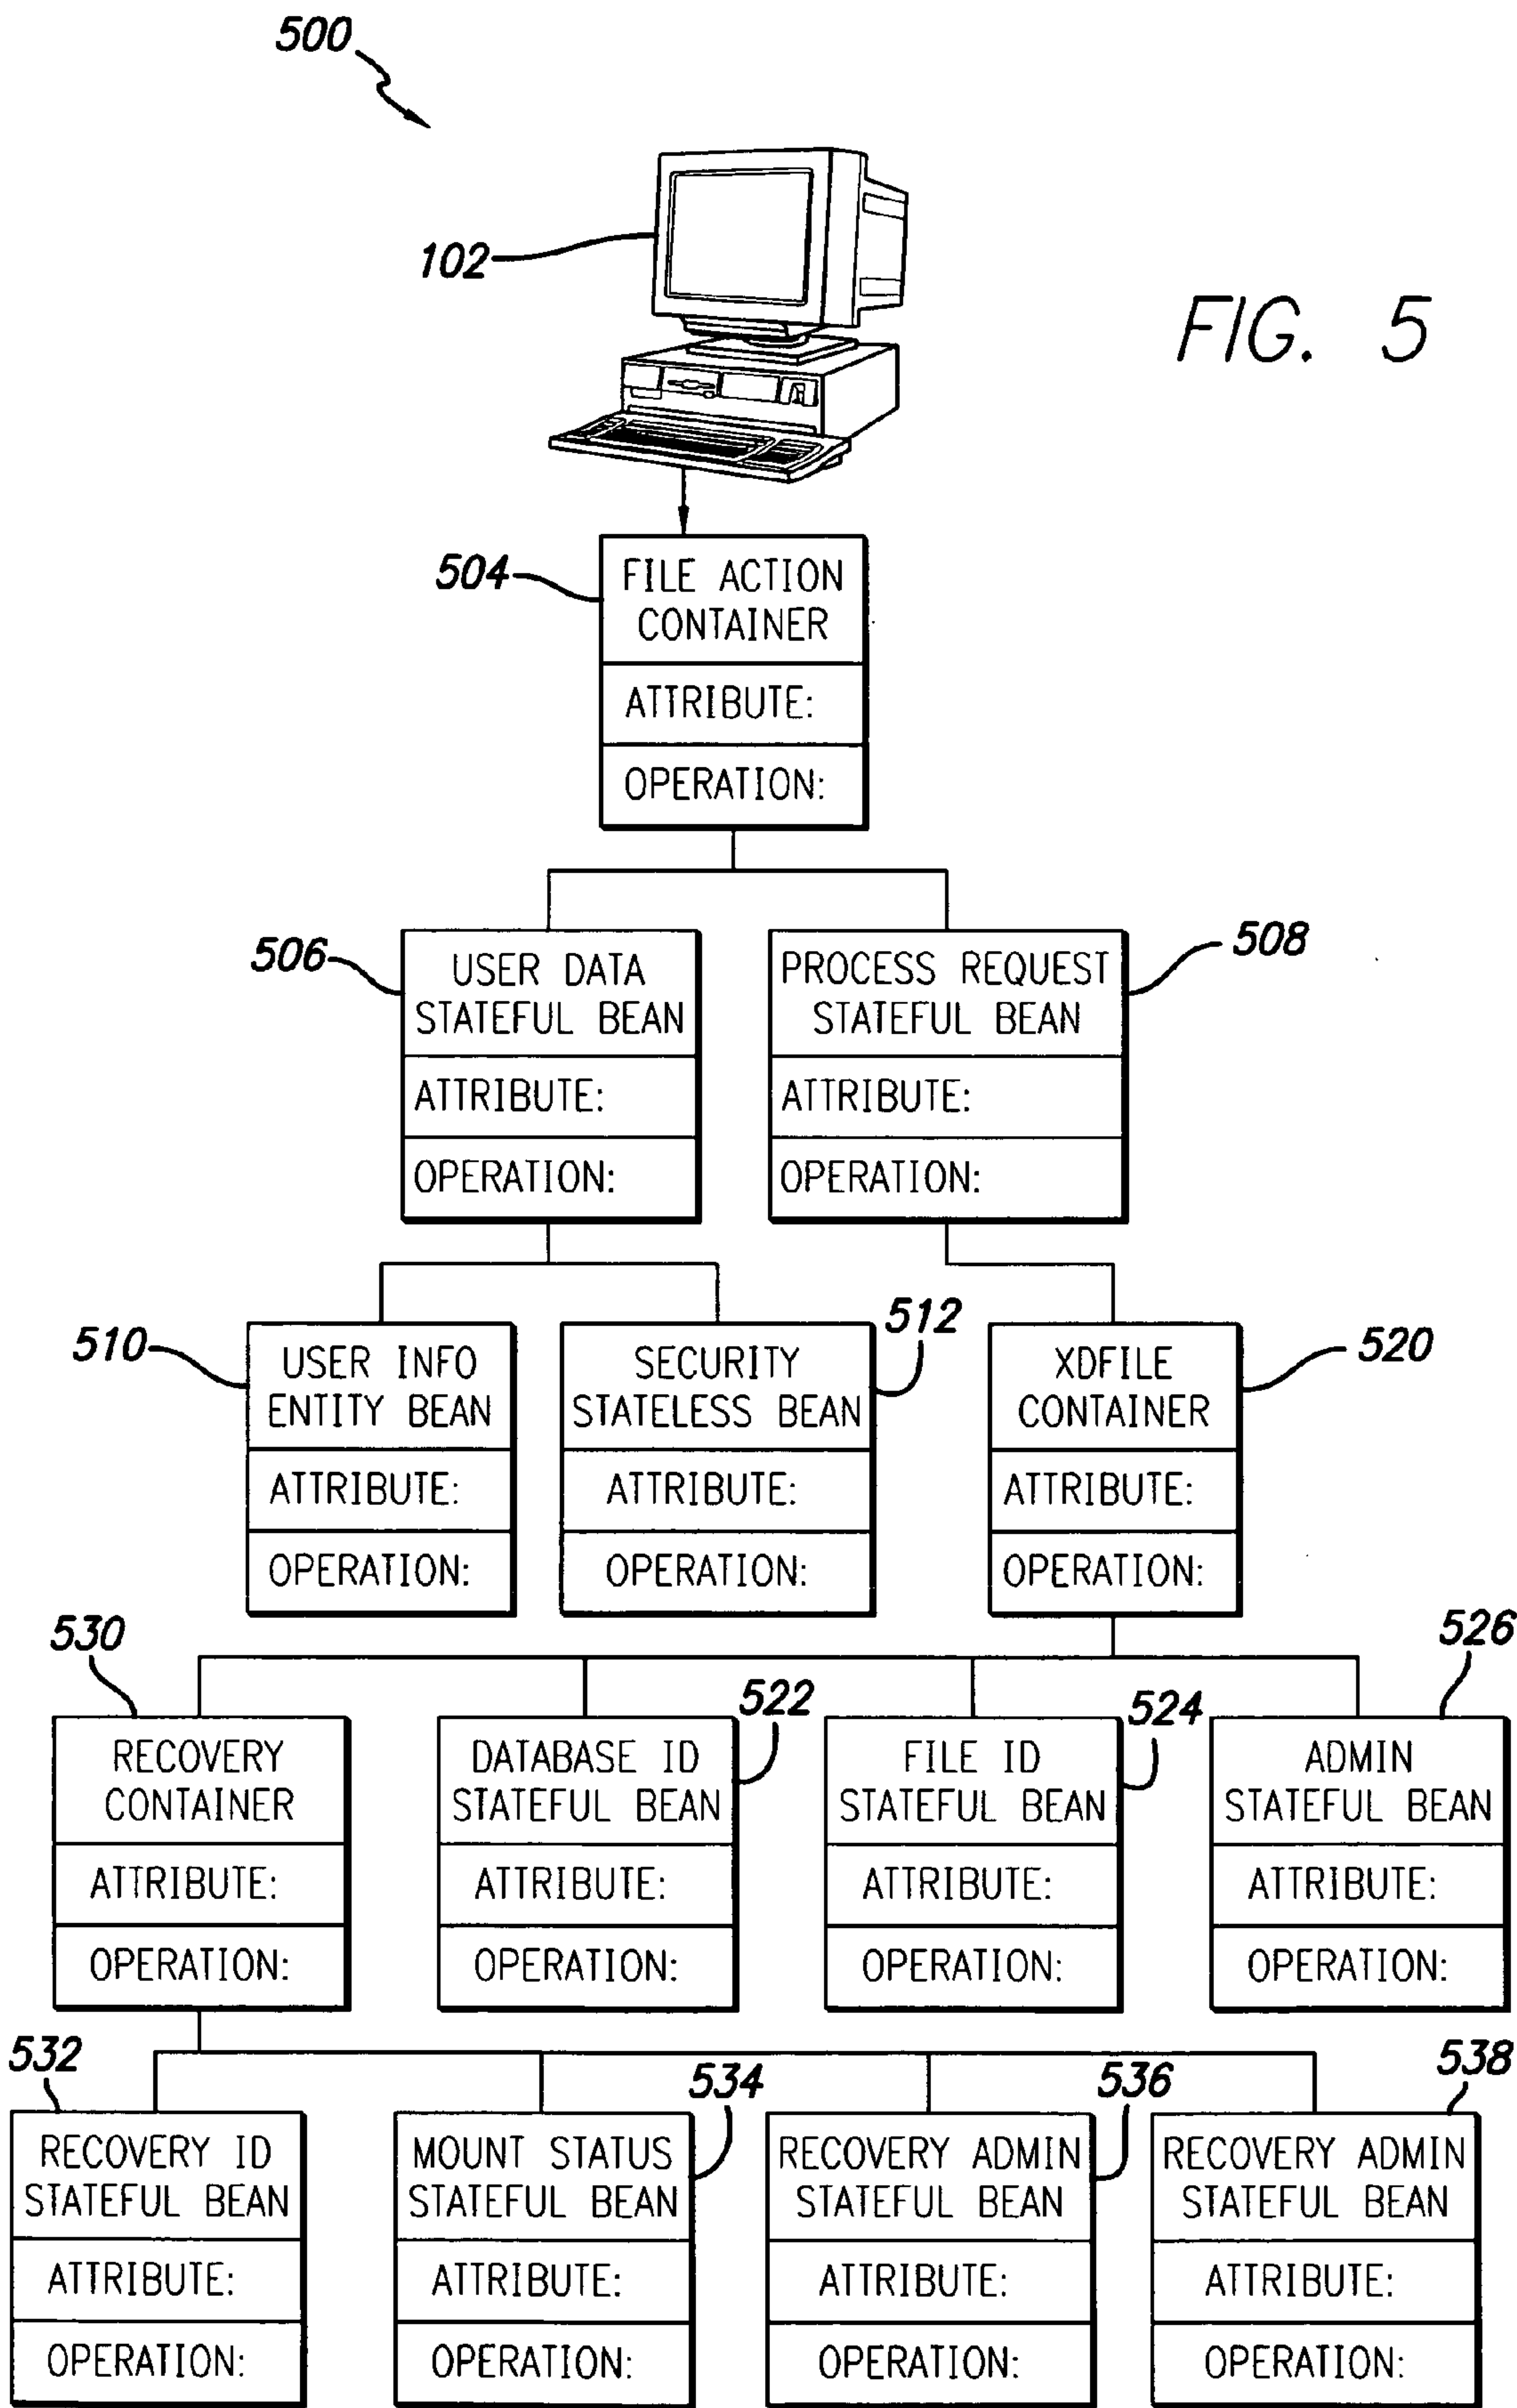 500
102
FIG. 5
504
FILE ACTION
CONTAINER
ATTRIBUTE:
OPERATION:
506
USER DATA
STATEFUL BEAN
ATTRIBUTE:
OPERATION:
508
PROCESS REQUEST
STATEFUL BEAN
ATTRIBUTE:
OPERATION:
510
USER INFO
ENTITY BEAN
ATTRIBUTE:
OPERATION:
512
SECURITY
STATELESS BEAN
ATTRIBUTE:
OPERATION:
520
XDFILE
CONTAINER
ATTRIBUTE:
OPERATION:
530
RECOVERY
CONTAINER
ATTRIBUTE:
OPERATION:
522
DATABASE ID
STATEFUL BEAN
ATTRIBUTE:
OPERATION:
524
FILE ID
STATEFUL BEAN
ATTRIBUTE:
OPERATION:
526
ADMIN
STATEFUL BEAN
ATTRIBUTE:
OPERATION:
532
RECOVERY ID
STATEFUL BEAN
ATTRIBUTE:
OPERATION:
534
MOUNT STATUS
STATEFUL BEAN
ATTRIBUTE:
OPERATION:
536
RECOVERY ADMIN
STATEFUL BEAN
ATTRIBUTE:
OPERATION:
538
RECOVERY ADMIN
STATEFUL BEAN
ATTRIBUTE:
OPERATION: